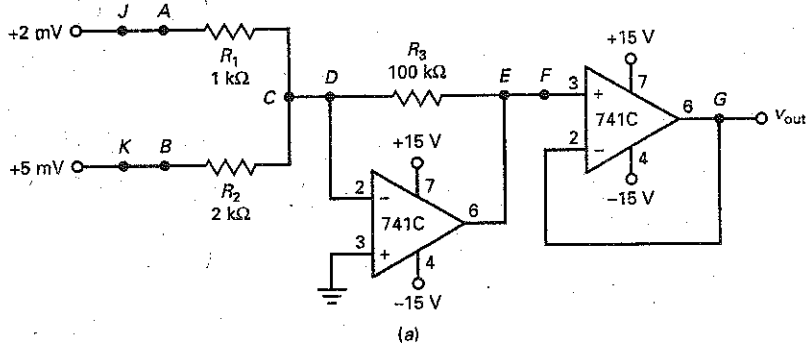 J A
+2 mV
R1
1 kΩ
C
D
R3
100 kΩ
E F
+15 V
3
+
7
741C
6
G
vout
2
−
4
−15 V
K B
+5 mV
R2
2 kΩ
+15 V
2
−
7
741C
6
3
+
4
−15 V
(a)